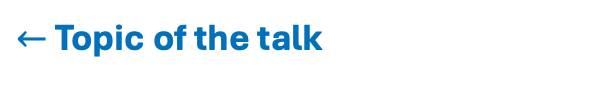 ← Topic of the talk